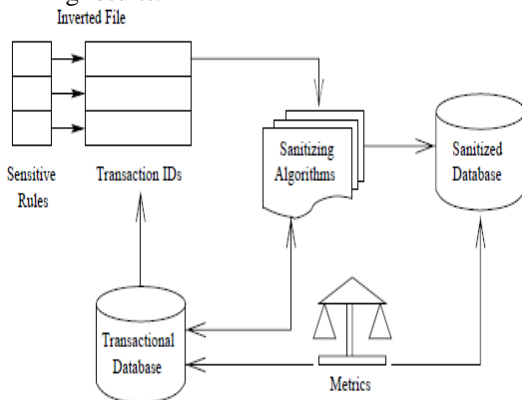 Inverted File
Sensitive
Rules
Transaction IDs
Sanitizing
Algorithms
Sanitized
Database
Transactional
Database
Metrics